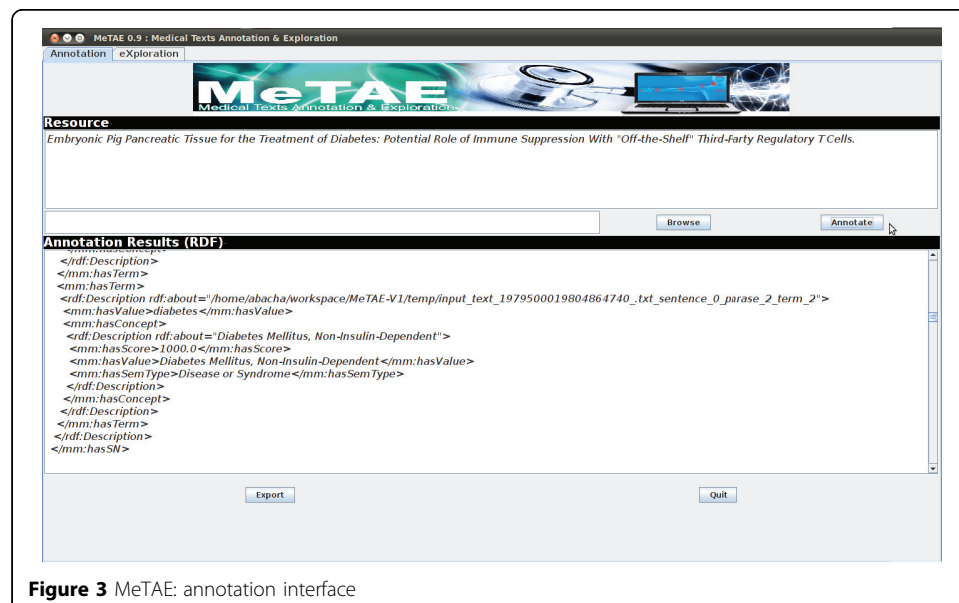 MeTAE 0.9 : Medical Texts Annotation & Exploration
Annotation eXploration
MeTAE
Medical Texts Annotation & Exploration
Resource
Embryonic Pig Pancreatic Tissue for the Treatment of Diabetes: Potential Role of Immune Suppression With "Off-the-Shelf" Third-Farty Regulatory T Cells.
Browse Annotate
Annotation Results (RDF)
</mm:hasConcept>
</rdf:Description>
</mm:hasTerm>
<mm:hasTerm>
<rdf:Description rdf:about="/home/abacha/workspace/MeTAE-V1/temp/input_text_1979500019804864740_.txt_sentence_0_parase_2_term_2">
<mm:hasValue>diabetes</mm:hasValue>
<mm:hasConcept>
<rdf:Description rdf:about="Diabetes Mellitus, Non-Insulin-Dependent">
<mm:hasScore>1000.0</mm:hasScore>
<mm:hasValue>Diabetes Mellitus, Non-Insulin-Dependent</mm:hasValue>
<mm:hasSemType>Disease or Syndrome</mm:hasSemType>
</rdf:Description>
</mm:hasConcept>
</rdf:Description>
</mm:hasTerm>
</rdf:Description>
</mm:hasSN>
Export Quit
Figure 3 MeTAE: annotation interface